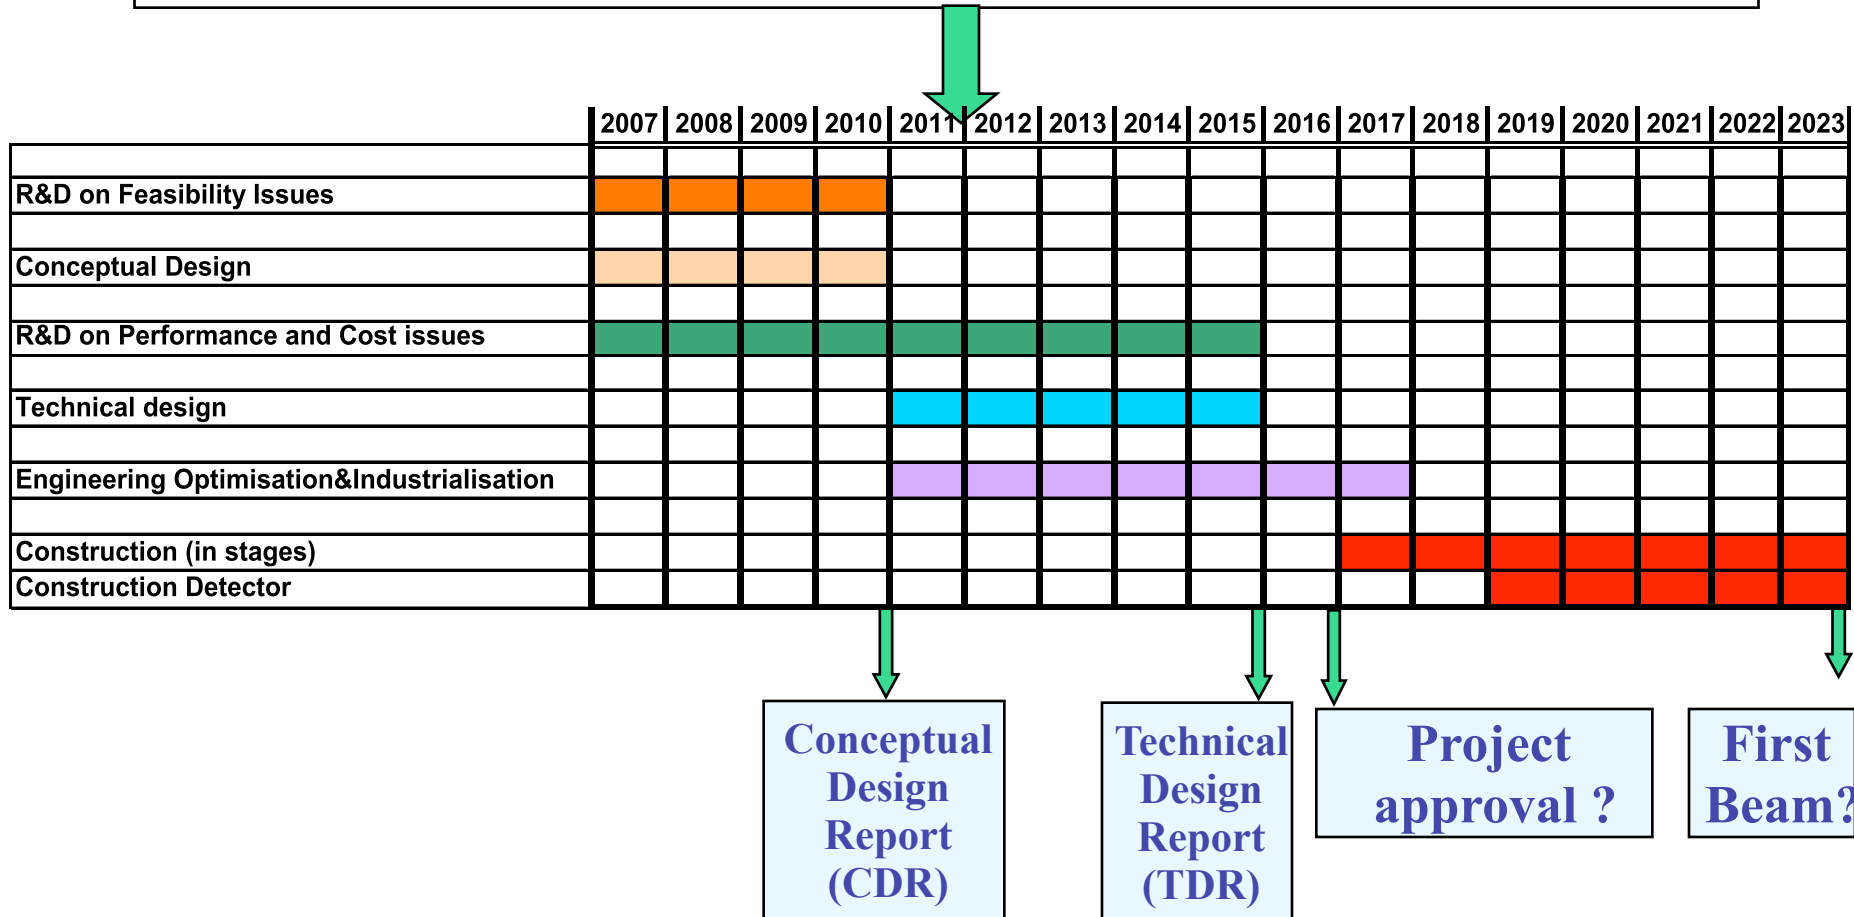 2007 2008 2009 2010 2011 2012 2013 2014 2015 2016 2017 2018 2019 2020 2021 2022 2023
R&D on Feasibility Issues
Conceptual Design
R&D on Performance and Cost issues
Technical design
Engineering Optimisation&Industrialisation
Construction (in stages)
Construction Detector
Conceptual
Design
Report
(CDR)
Technical
Design
Report
(TDR)
Project
approval ?
First
Beam?